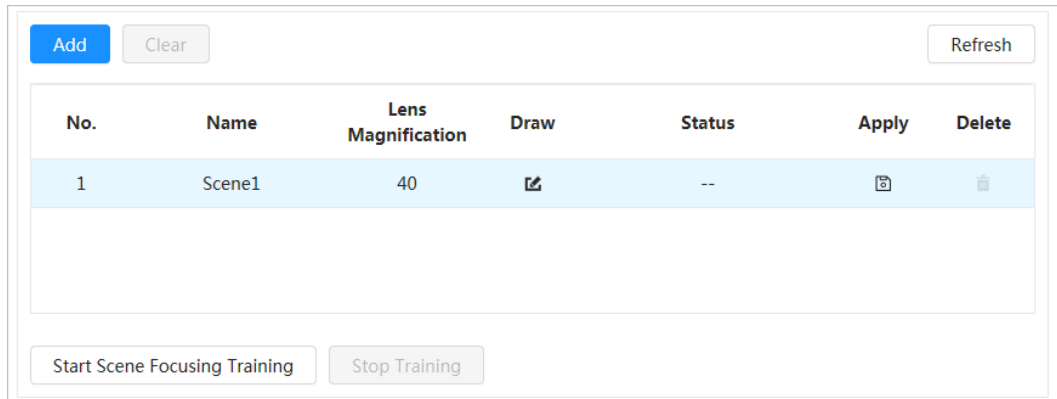 Add Clear Refresh
No. Name Lens Magnification Draw Status Apply Delete
1 Scene1 40 --
Start Scene Focusing Training Stop Training